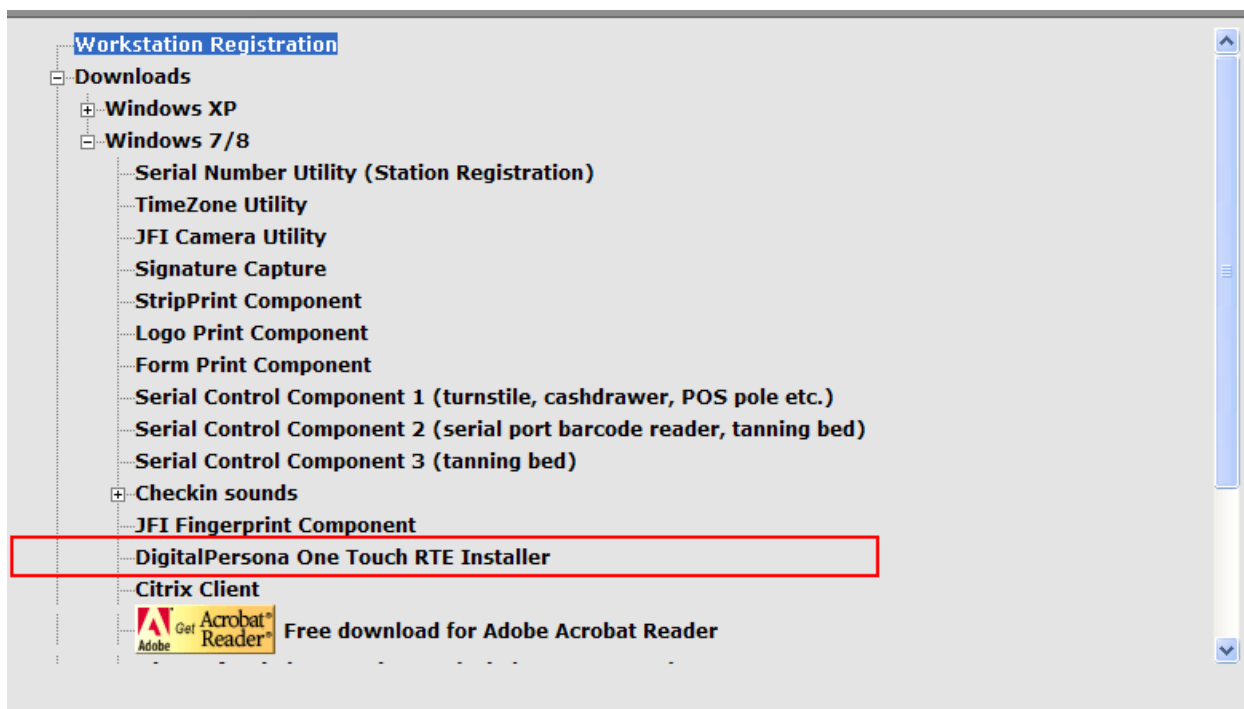 Workstation Registration
Downloads
Windows XP
Windows 7/8
Serial Number Utility (Station Registration)
TimeZone Utility
JFI Camera Utility
Signature Capture
StripPrint Component
Logo Print Component
Form Print Component
Serial Control Component 1 (turnstile, cashdrawer, POS pole etc.)
Serial Control Component 2 (serial port barcode reader, tanning bed)
Serial Control Component 3 (tanning bed)
Checkin sounds
JFI Fingerprint Component
DigitalPersona One Touch RTE Installer
Citrix Client
Adobe Get Acrobat® Reader® Free download for Adobe Acrobat Reader